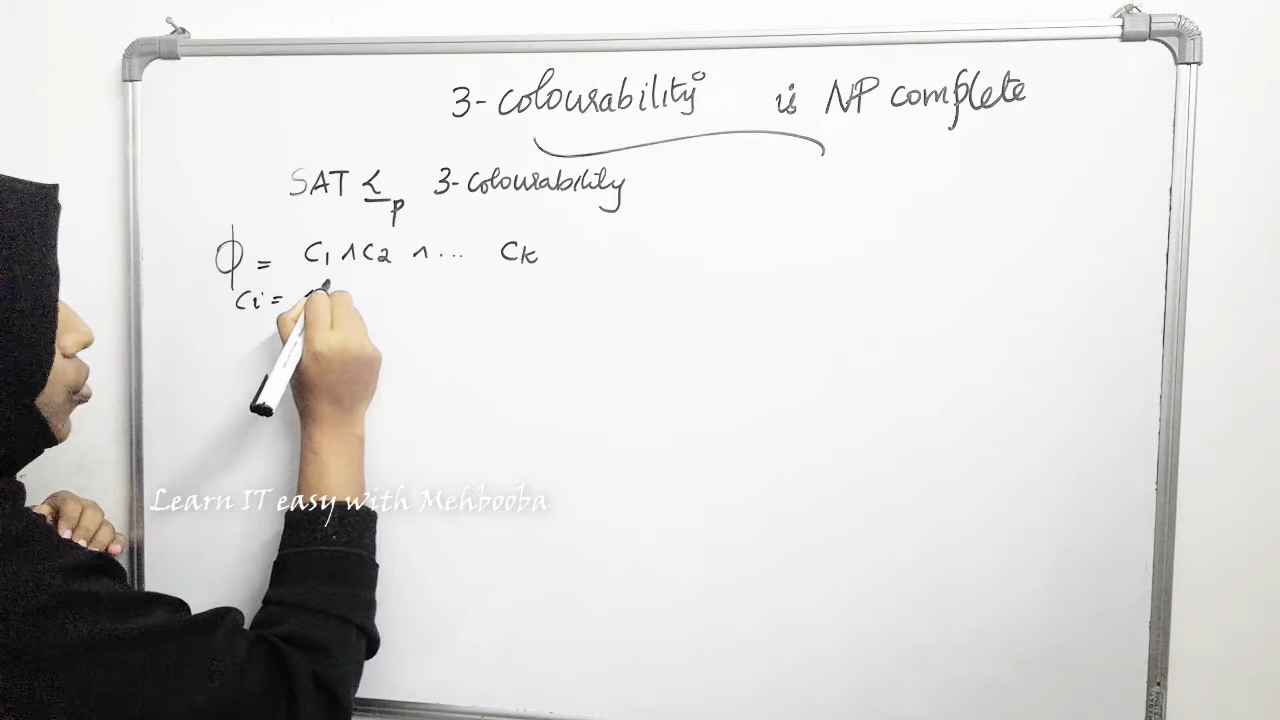 3-colourability is NP complete
SAT ≤p 3-colourability
ϕ = C1 ∧ C2 ∧ ... Ck
Ci =
Learn IT easy with Mehbooba